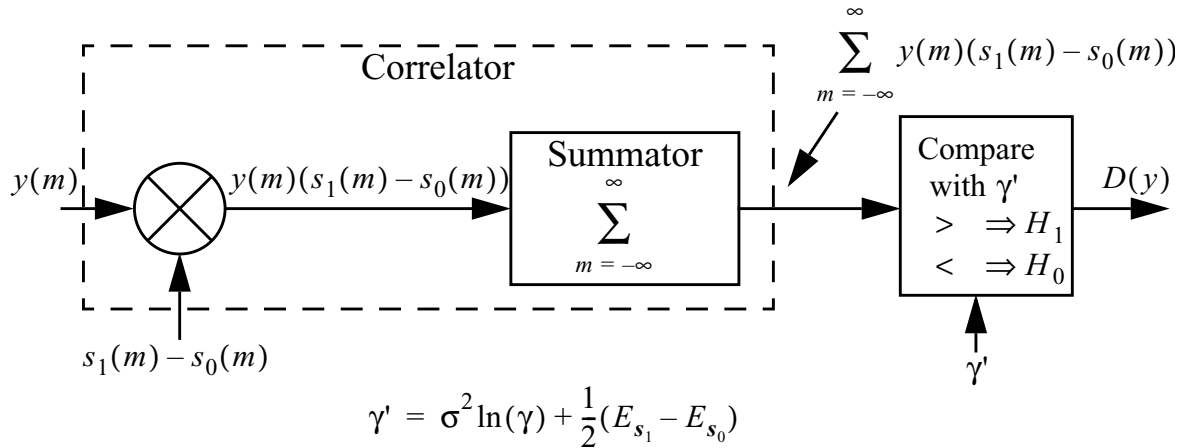 Correlator
∞
∑ y(m)(s₁(m) – s₀(m))
m = –∞
y(m)
y(m)(s₁(m) – s₀(m))
Summator
∞
∑
m = –∞
Compare
with γ'
> ⇒ H₁
< ⇒ H₀
D(y)
s₁(m) – s₀(m)
γ'
γ' = σ² ln(γ) + ½(E_{s₁} – E_{s₀})